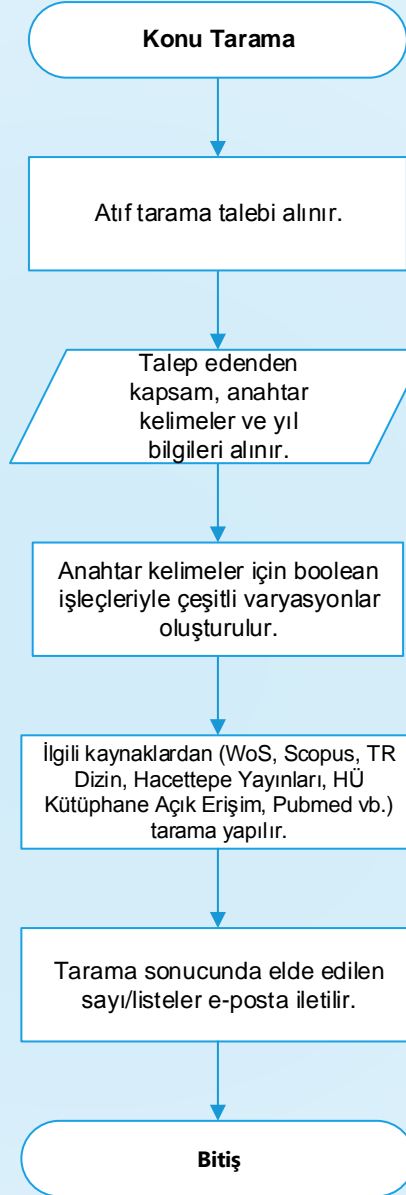 Konu Tarama
Atıf tarama talebi alınır.
Talep edenden
kapsam, anahtar
kelimeler ve yıl
bilgileri alınır.
Anahtar kelimeler için boolean
işleçleriyle çeşitli varyasyonlar
oluşturulur.
İlgili kaynaklardan (WoS, Scopus, TR
Dizin, Hacettepe Yayınları, HÜ
Kütüphane Açık Erişim, Pubmed vb.)
tarama yapılır.
Tarama sonucunda elde edilen
sayı/listeler e-posta iletilir.
Bitiş